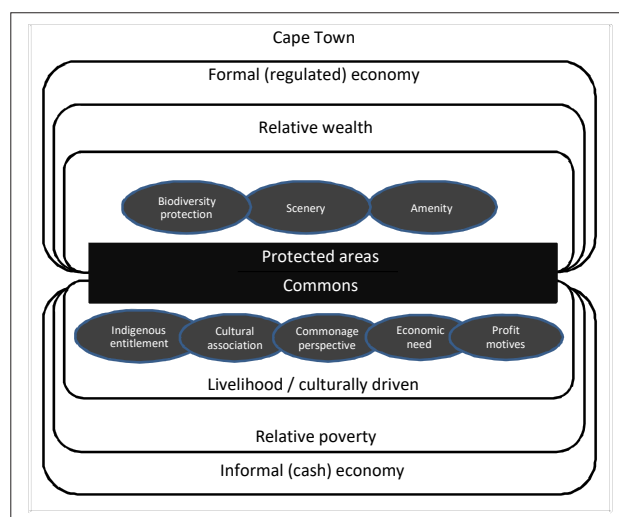 Cape Town
Formal (regulated) economy
Relative wealth
Biodiversity
protection
Scenery
Amenity
Protected areas
Commons
Indigenous
entitlement
Cultural
association
Commonage
perspective
Economic
need
Profit
motives
Livelihood / culturally driven
Relative poverty
Informal (cash) economy